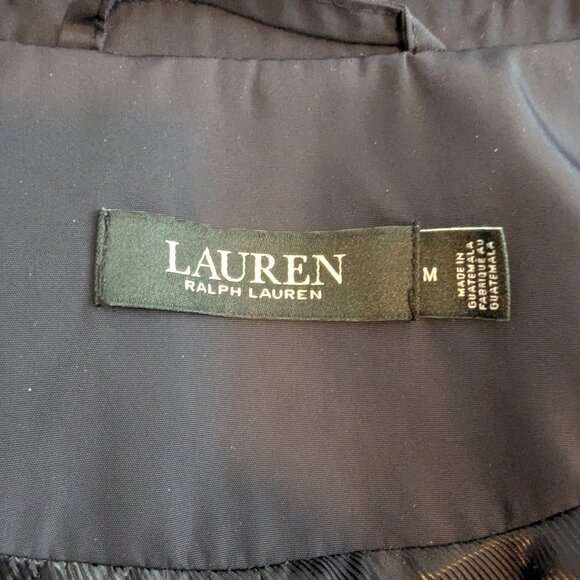 LAUREN
RALPH LAUREN
M
MADE IN
GUATEMALA
FABRIQUE AU
GUATEMALA